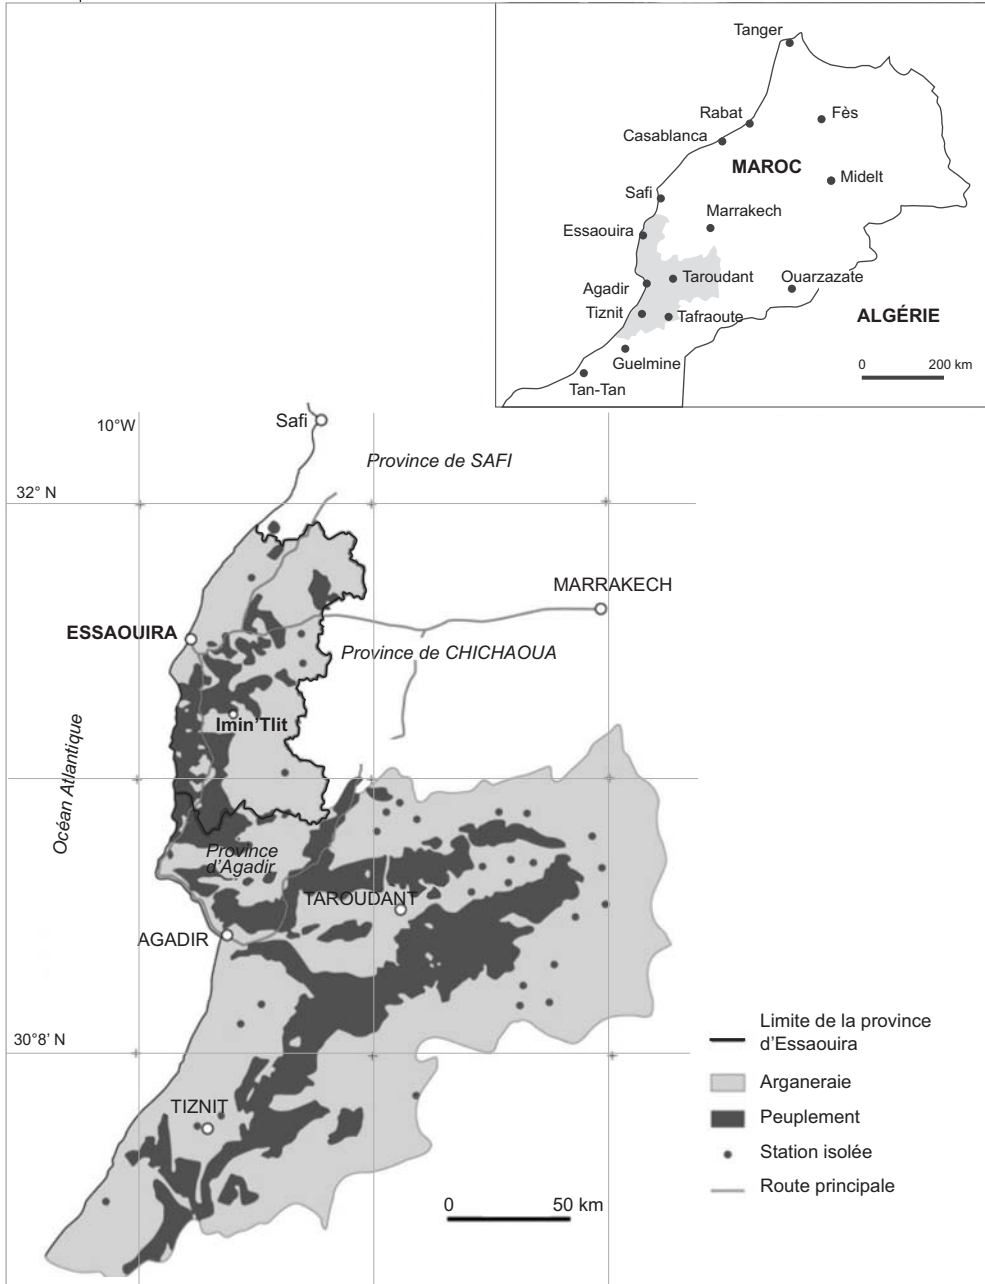 Tanger
Rabat
Fès
Casablanca
MAROC
Midelt
Safi
Marrakech
Essaouira
Taroudant
Ouarzazate
Agadir
Tiznit
Tafraoute
ALGÉRIE
Guelmine
0 200 km
Tan-Tan
10°W
Safi
Province de SAFI
32° N
MARRAKECH
ESSAOUIRA
Province de CHICHAOUA
Imin'Tlit
Océan Atlantique
Province
d'Agadir
TAROUDANT
AGADIR
30°8' N
TIZNIT
0 50 km
Limite de la province
d'Essaouira
Arganeraie
Peuplement
Station isolée
Route principale